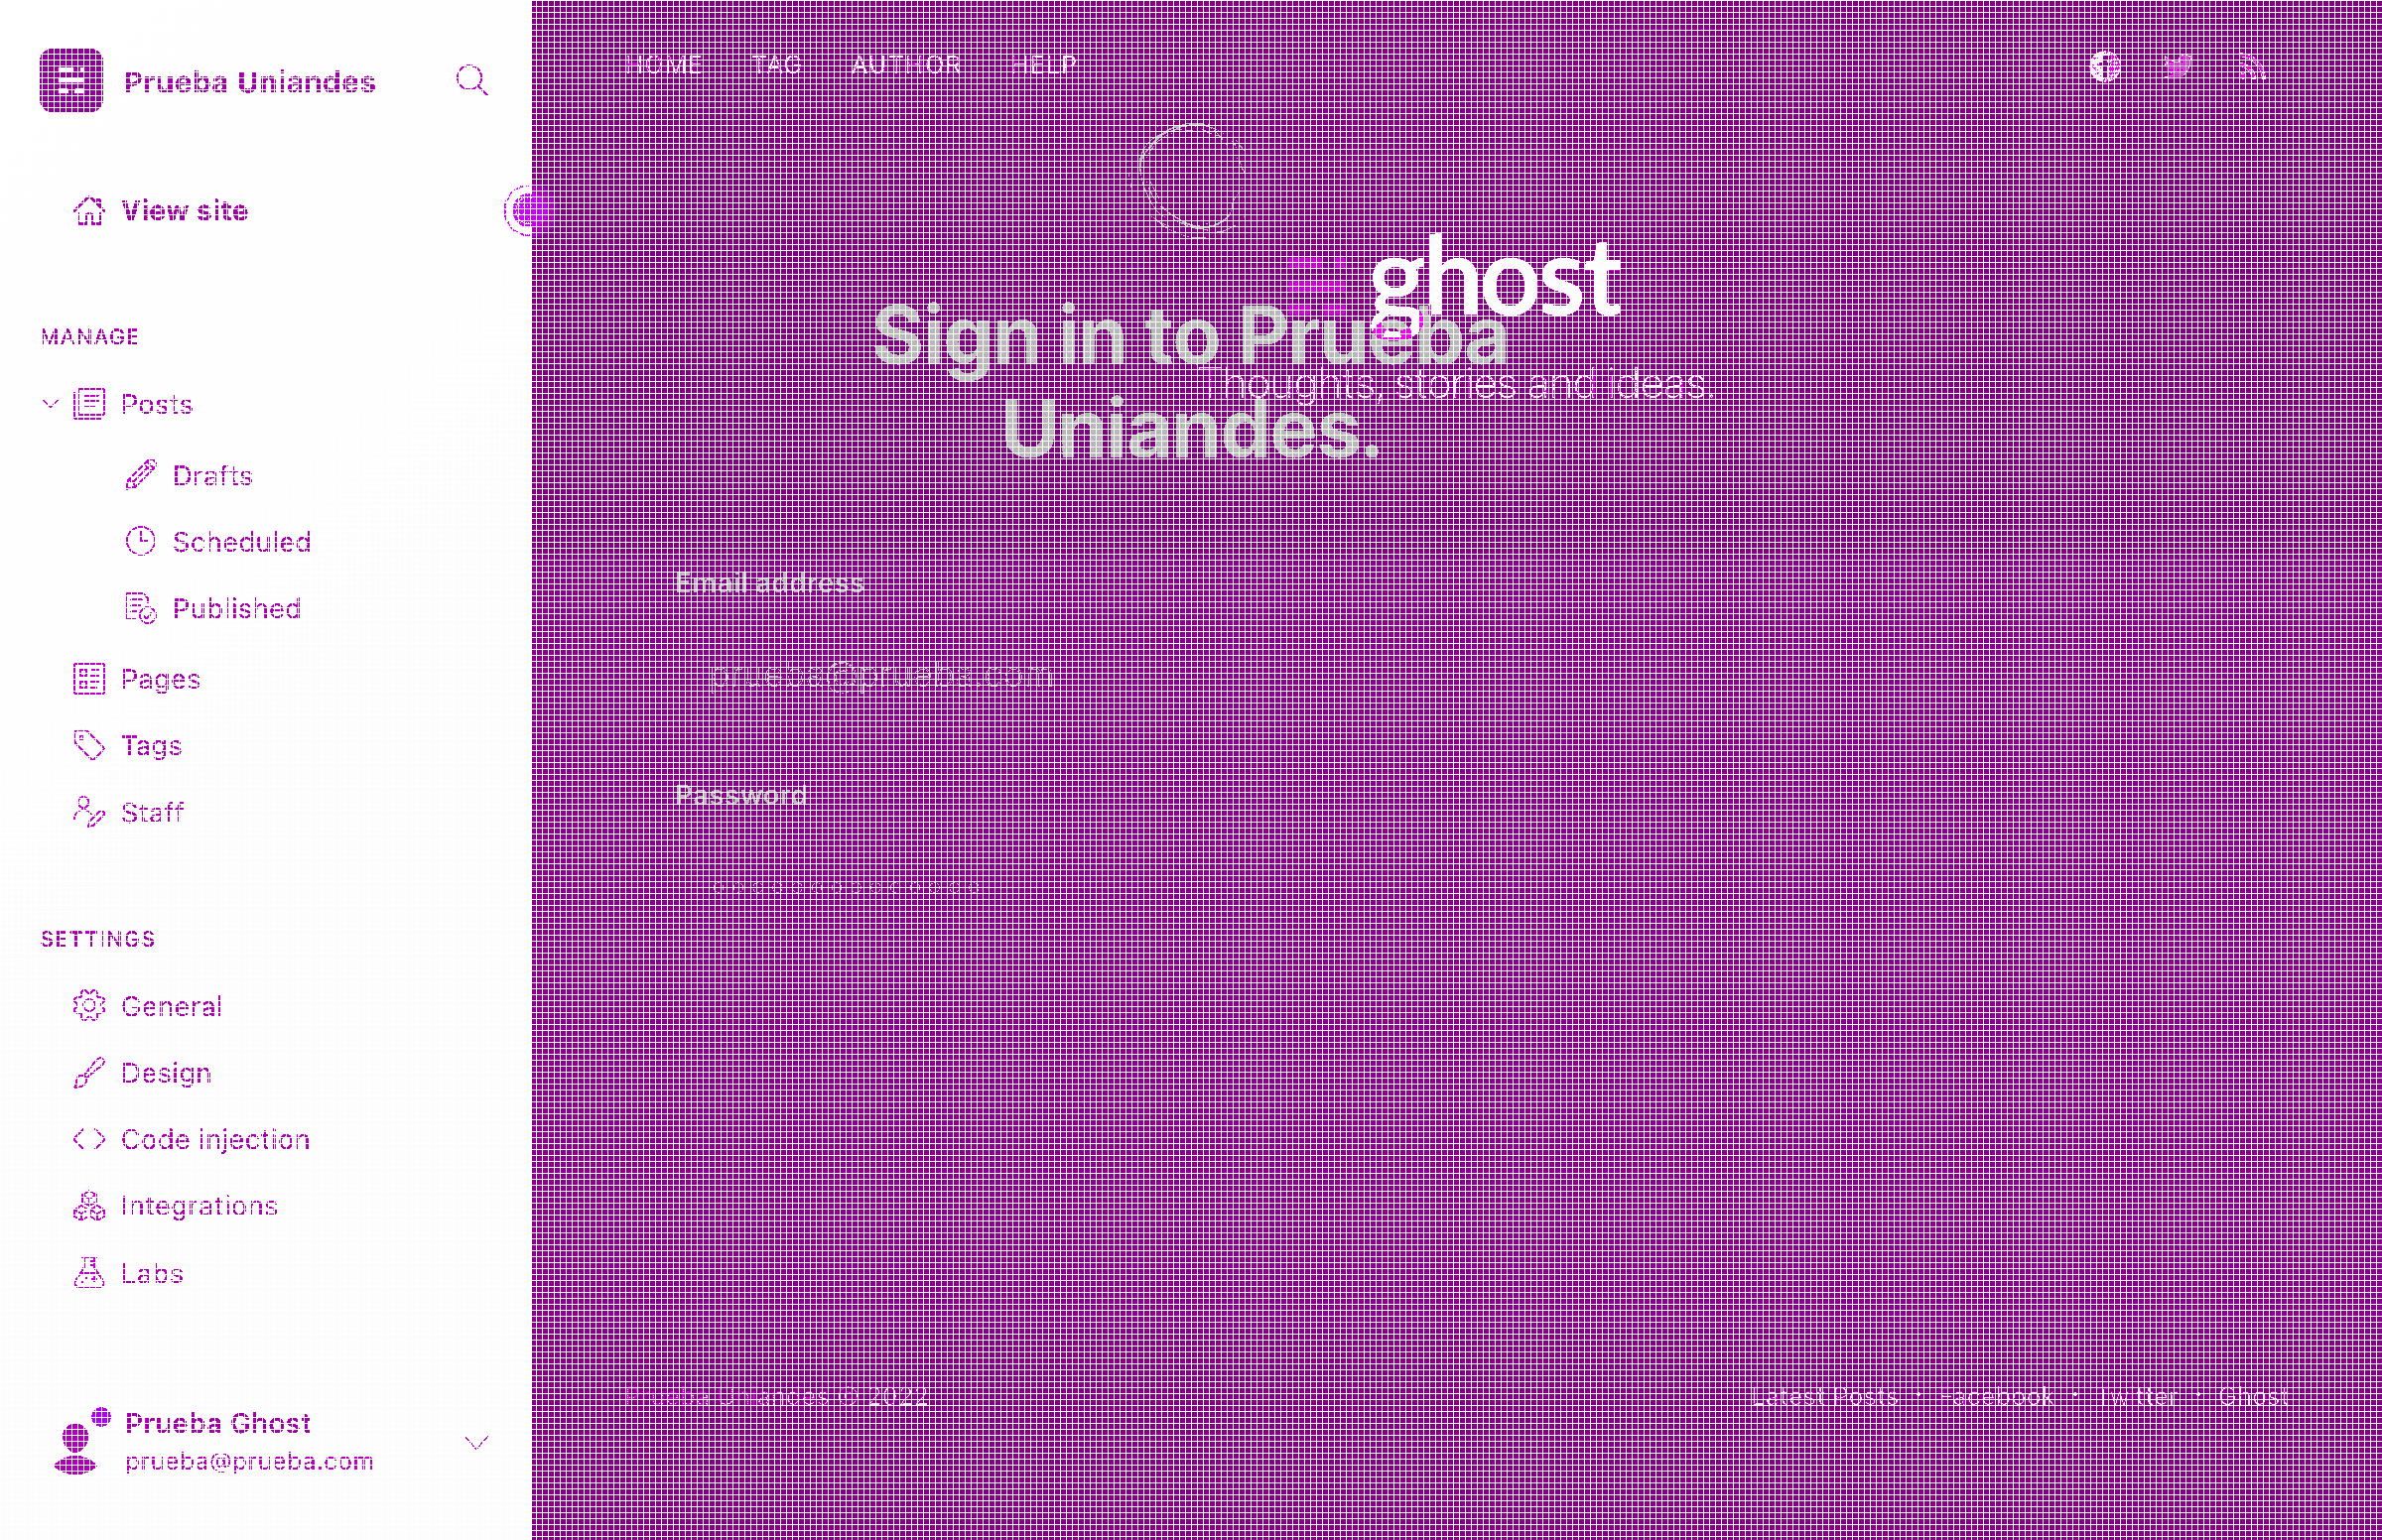 Prueba Uniandes
View site
MANAGE
Posts
Drafts
Scheduled
Published
Pages
Tags
Staff
SETTINGS
General
Design
Code injection
Integrations
Labs
Prueba Ghost
prueba@prueba.com
HOME TAG AUTHOR HELP
ghost
Sign in to Prueba
Thoughts, stories and ideas.
Uniandes.
Email address
prueba@prueba.com
Password
Prueba Uniandes © 2022
Latest Posts · Facebook · Twitter · Ghost